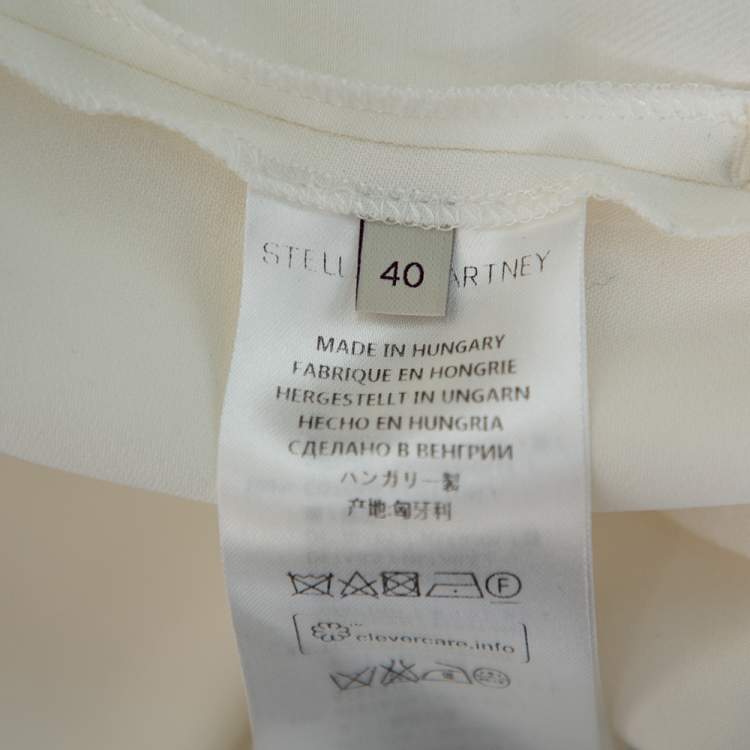 STELL ARTNEY
40
MADE IN HUNGARY
FABRIQUE EN HONGRIE
HERGESTELLT IN UNGARN
HECHO EN HUNGRIA
СДЕЛАНО В ВЕНГРИИ
ハンガリー製
产地:匈牙利
F
clevercare.info